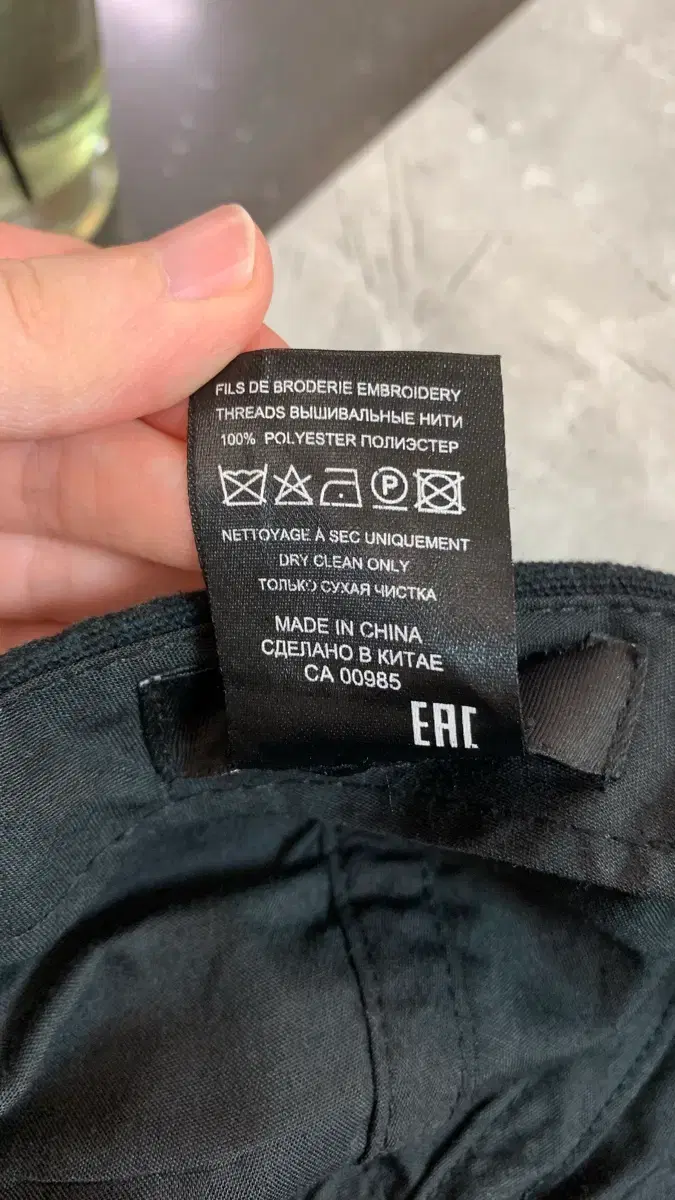 FILS DE BRODERIE EMBROIDERY
THREADS ВЫШИВАЛЬНЫЕ НИТИ
100% POLYESTER ПОЛИЭСТЕР
P
NETTOYAGE À SEC UNIQUEMENT
DRY CLEAN ONLY
ТОЛЬКО СУХАЯ ЧИСТКА
MADE IN CHINA
СДЕЛАНО В КИТАЕ
CA 00985
EAC